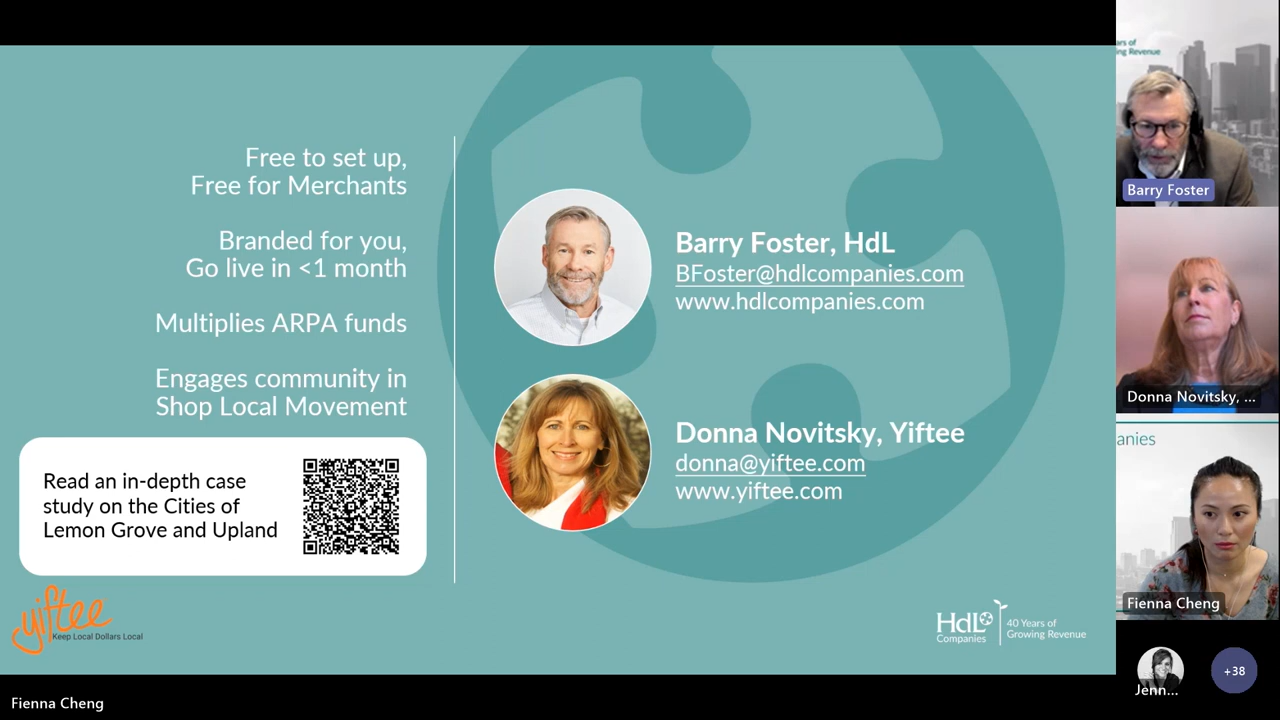 Free to set up,
Free for Merchants
Branded for you,
Go live in <1 month
Multiplies ARPA funds
Engages community in
Shop Local Movement
Read an in-depth case
study on the Cities of
Lemon Grove and Upland
yiftee
Keep Local Dollars Local
Barry Foster, HdL
BFoster@hdlcompanies.com
www.hdlcompanies.com
Donna Novitsky, Yiftee
donna@yiftee.com
www.yiftee.com
HdL
Companies
40 Years of
Growing Revenue
ars of
ng Revenue
Barry Foster
Donna Novitsky, ...
anies
Fienna Cheng
Jenn...
+38
Fienna Cheng